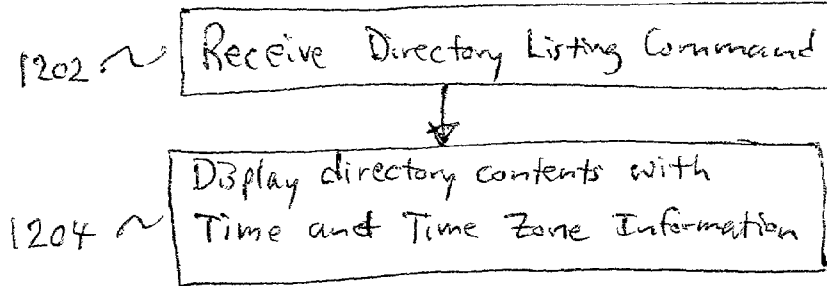 1202 Receive Directory Listing Command
Display directory contents with
1204 Time and Time Zone Information